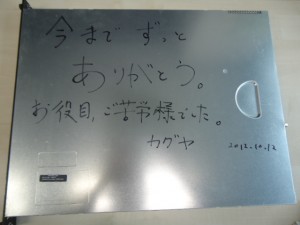 今まで ずっと
ありがとう。
お役目、ご苦労様でした。
カグヤ
2012.10.12